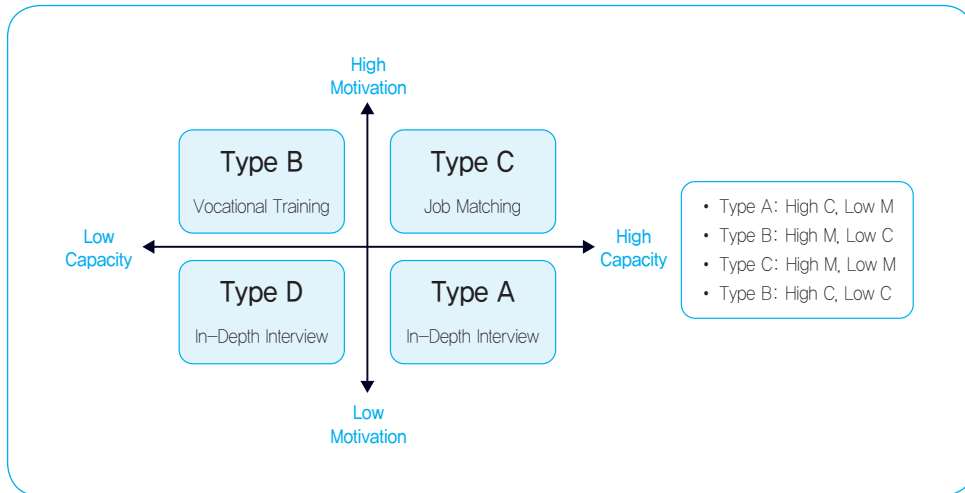 High
Motivation
Type B
Vocational Training
Type C
Job Matching
Low
Capacity
High
Capacity
Type D
In-Depth Interview
Type A
In-Depth Interview
Low
Motivation
• Type A: High C, Low M
• Type B: High M, Low C
• Type C: High M, Low M
• Type B: High C, Low C